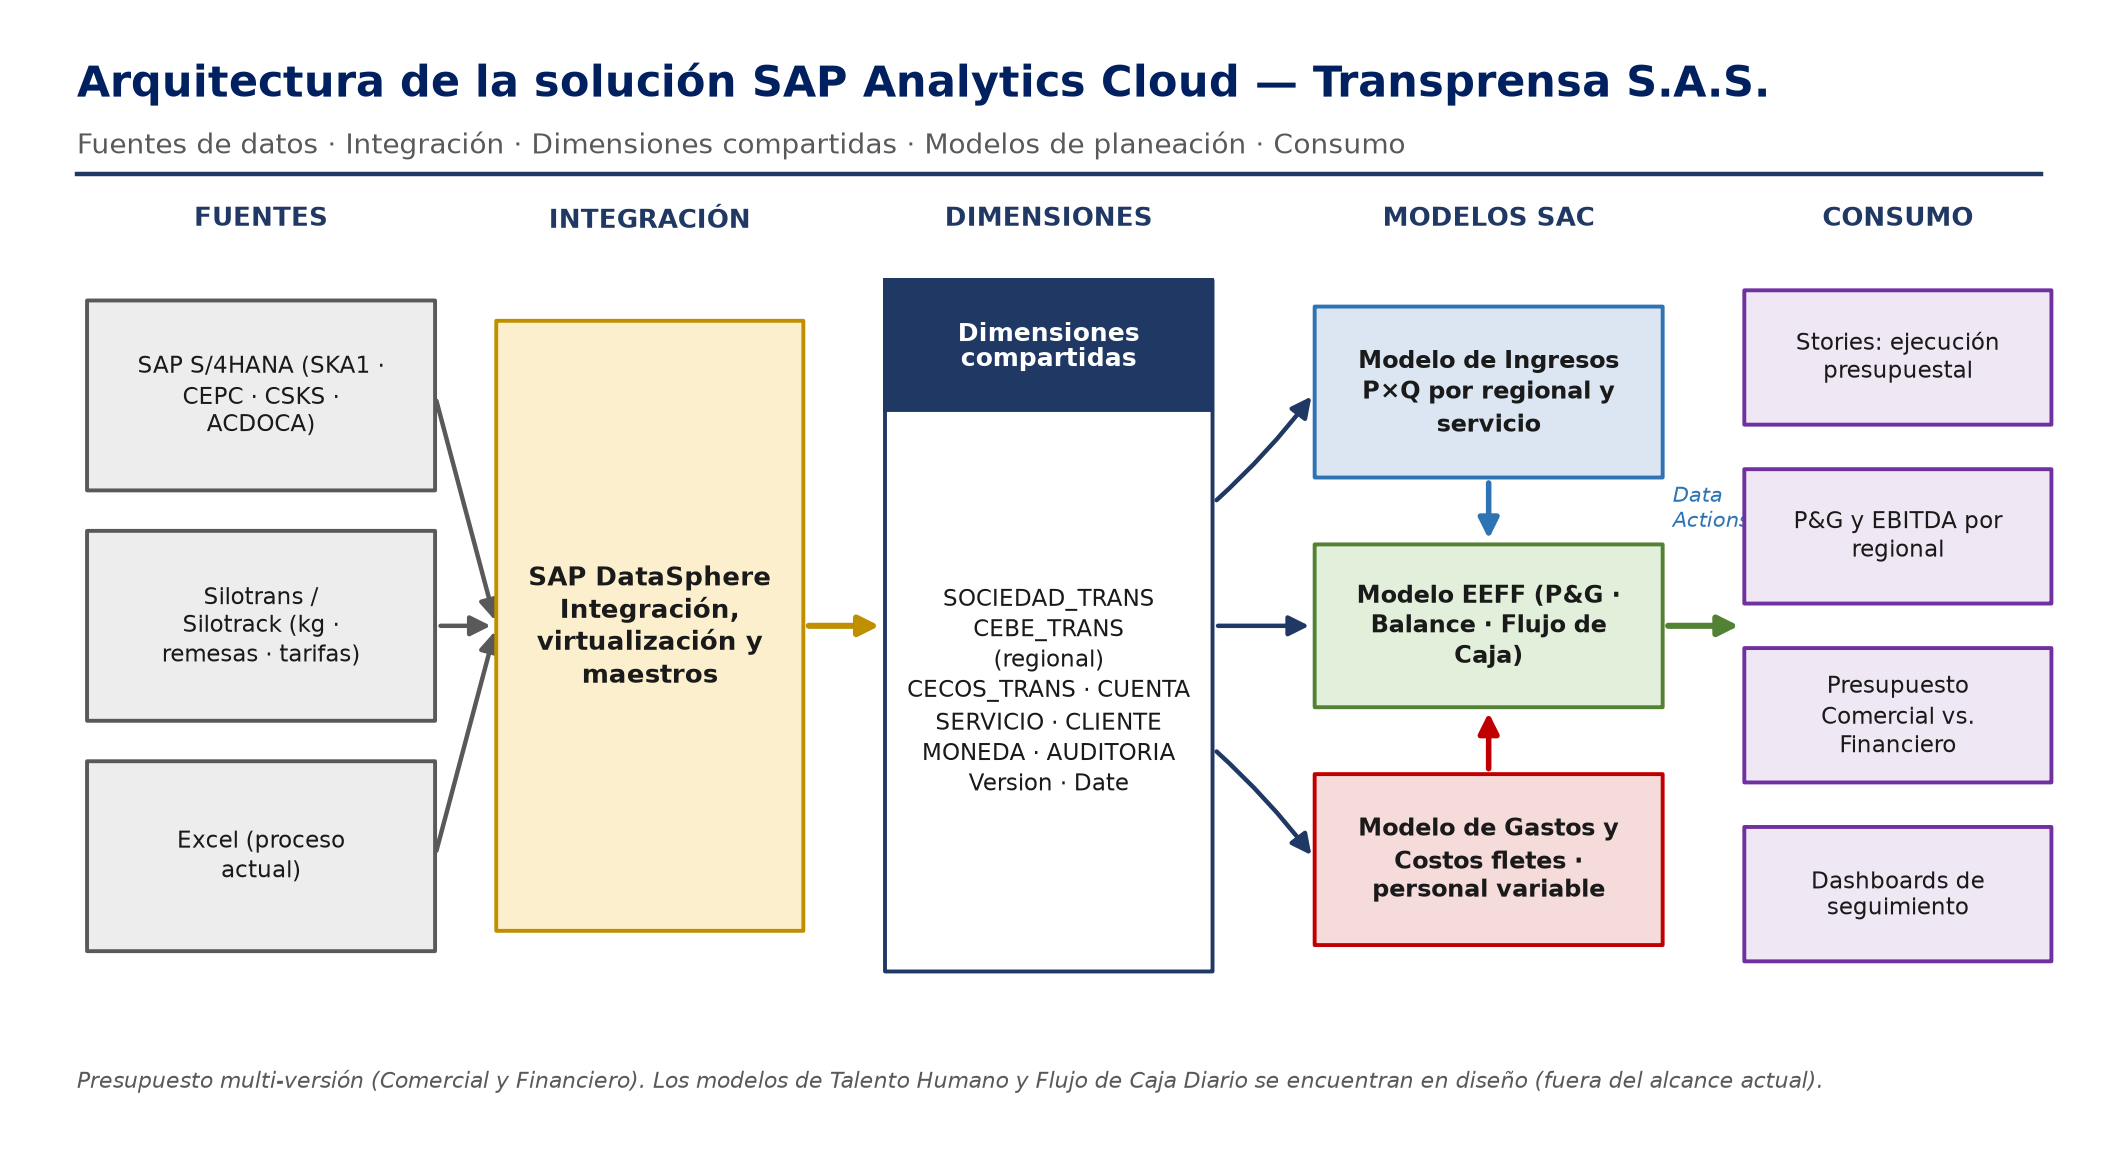 Arquitectura de la solución SAP Analytics Cloud — Transprensa S.A.S.
Fuentes de datos · Integración · Dimensiones compartidas · Modelos de planeación · Consumo
FUENTES
INTEGRACIÓN
DIMENSIONES
MODELOS SAC
CONSUMO
SAP S/4HANA (SKA1 ·
CEPC · CSKS ·
ACDOCA)
Silotrans /
Silotrack (kg ·
remesas · tarifas)
Excel (proceso
actual)
SAP DataSphere
Integración,
virtualización y
maestros
Dimensiones
compartidas
SOCIEDAD_TRANS
CEBE_TRANS
(regional)
CECOS_TRANS · CUENTA
SERVICIO · CLIENTE
MONEDA · AUDITORIA
Version · Date
Modelo de Ingresos
P×Q por regional y
servicio
Data
Actions
Modelo EEFF (P&G ·
Balance · Flujo de
Caja)
Modelo de Gastos y
Costos fletes ·
personal variable
Stories: ejecución
presupuestal
P&G y EBITDA por
regional
Presupuesto
Comercial vs.
Financiero
Dashboards de
seguimiento
Presupuesto multi-versión (Comercial y Financiero). Los modelos de Talento Humano y Flujo de Caja Diario se encuentran en diseño (fuera del alcance actual).